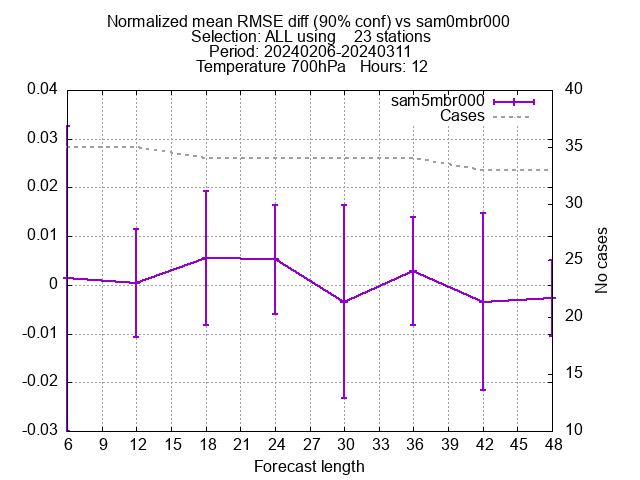 Normalized mean RMSE diff (90% conf) vs sam0mbr000
Selection: ALL using    23 stations
Period: 20240206-20240311
Temperature 700hPa   Hours: 12
sam5mbr000
Cases
0.04
0.03
0.02
0.01
0
-0.01
-0.02
-0.03
40
35
30
25
20
15
10
No cases
6 9 12 15 18 21 24 27 30 33 36 39 42 45 48
Forecast length